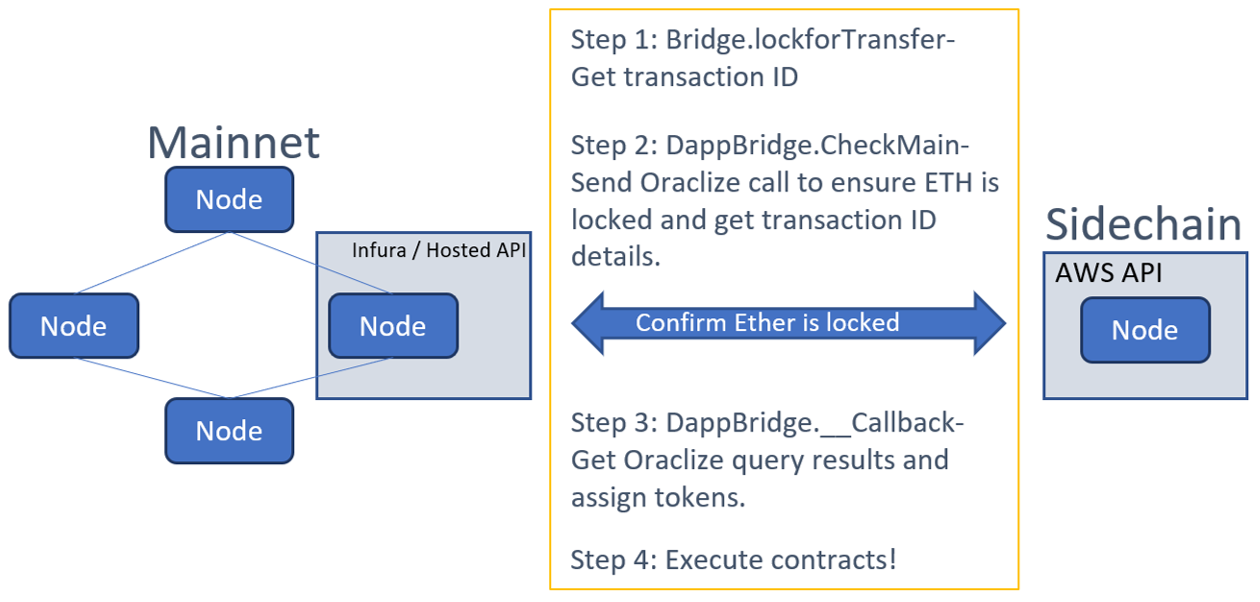 Mainnet
Node
Infura / Hosted API
Node
Node
Node
Step 1: Bridge.lockforTransfer-
Get transaction ID
Step 2: DappBridge.CheckMain-
Send Oraclize call to ensure ETH is
locked and get transaction ID
details.
Confirm Ether is locked
Step 3: DappBridge.__Callback-
Get Oraclize query results and
assign tokens.
Step 4: Execute contracts!
Sidechain
AWS API
Node